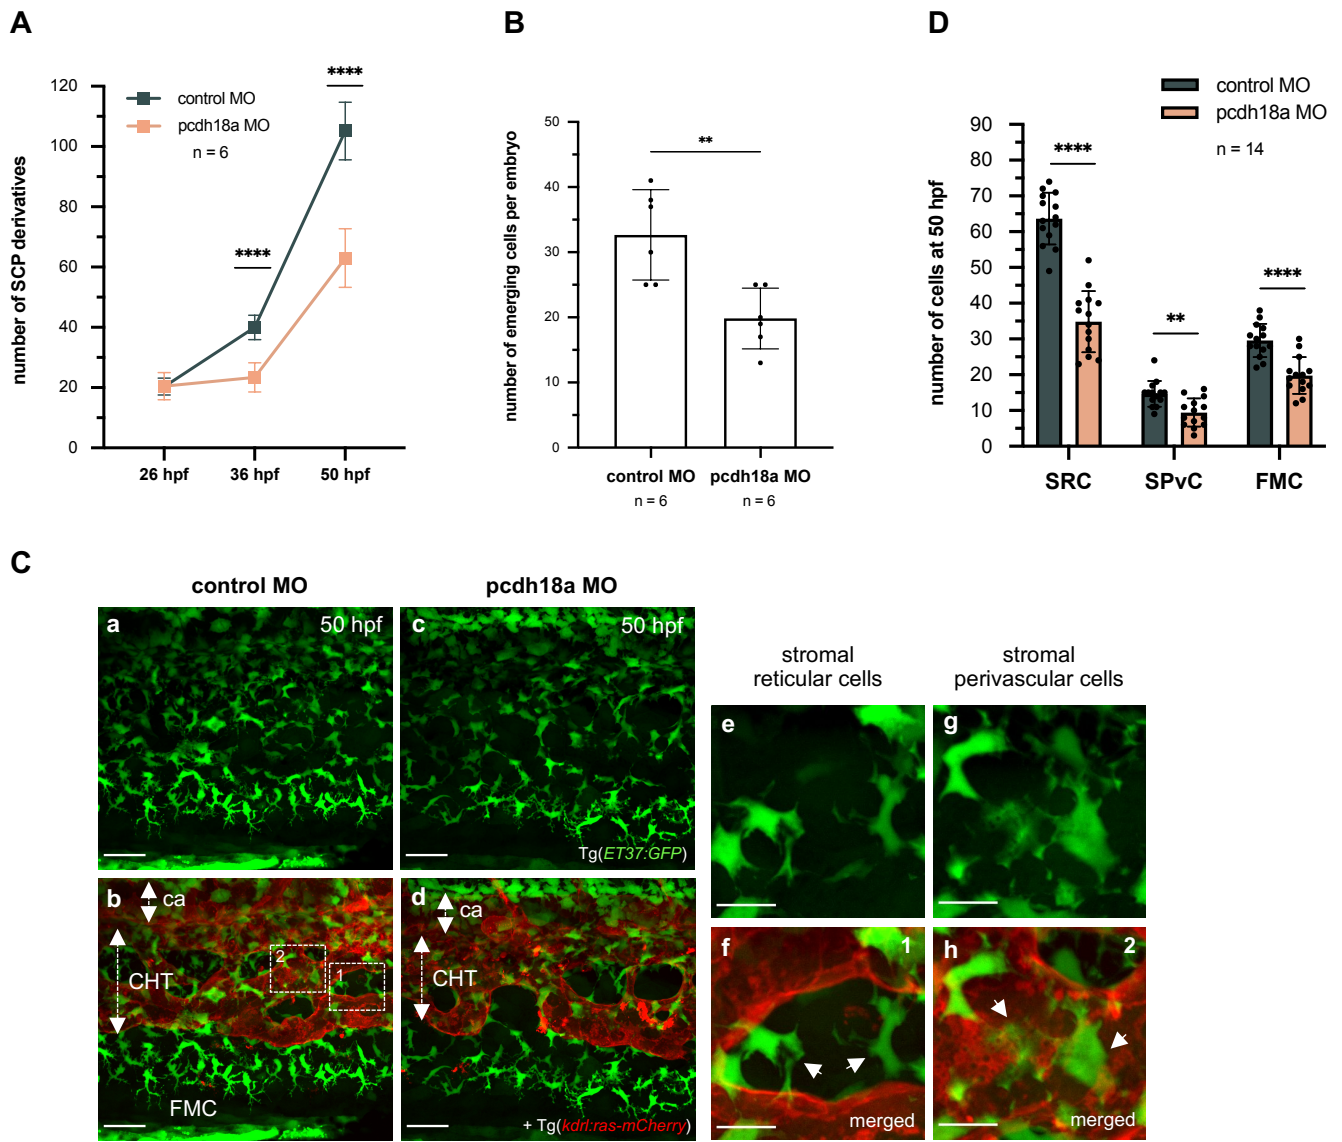 A
number of SCP derivatives
120
100
80
60
40
20
0
control MO
pcdh18a MO
n = 6
****
****
26 hpf 36 hpf 50 hpf
B
number of emerging cells per embryo
50
40
30
20
10
0
**
control MO pcdh18a MO
n = 6 n = 6
D
control MO
pcdh18a MO
n = 14
number of cells at 50 hpf
90
80
70
60
50
40
30
20
10
0
****
**
****
SRC SPvC FMC
C
control MO pcdh18a MO
a 50 hpf
c 50 hpf
Tg(ET37:GFP)
b
ca
CHT
2
1
FMC
d
ca
CHT
+ Tg(kdrl:ras-mCherry)
stromal
reticular cells
stromal
perivascular cells
e
g
f 1
merged
h 2
merged